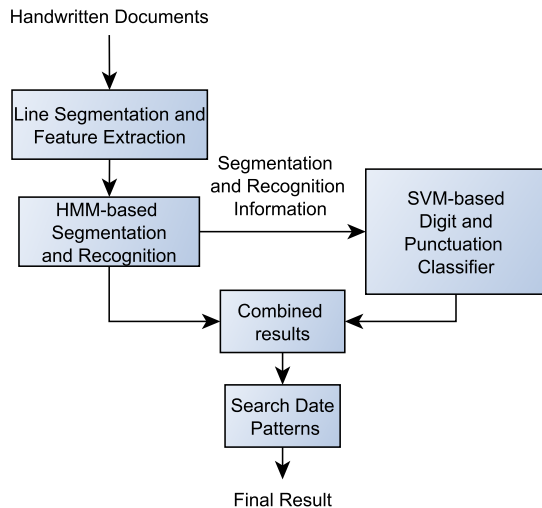 Handwritten Documents
Line Segmentation and
Feature Extraction
Segmentation
and Recognition
Information
HMM-based
Segmentation
and Recognition
SVM-based
Digit and
Punctuation
Classifier
Combined
results
Search Date
Patterns
Final Result